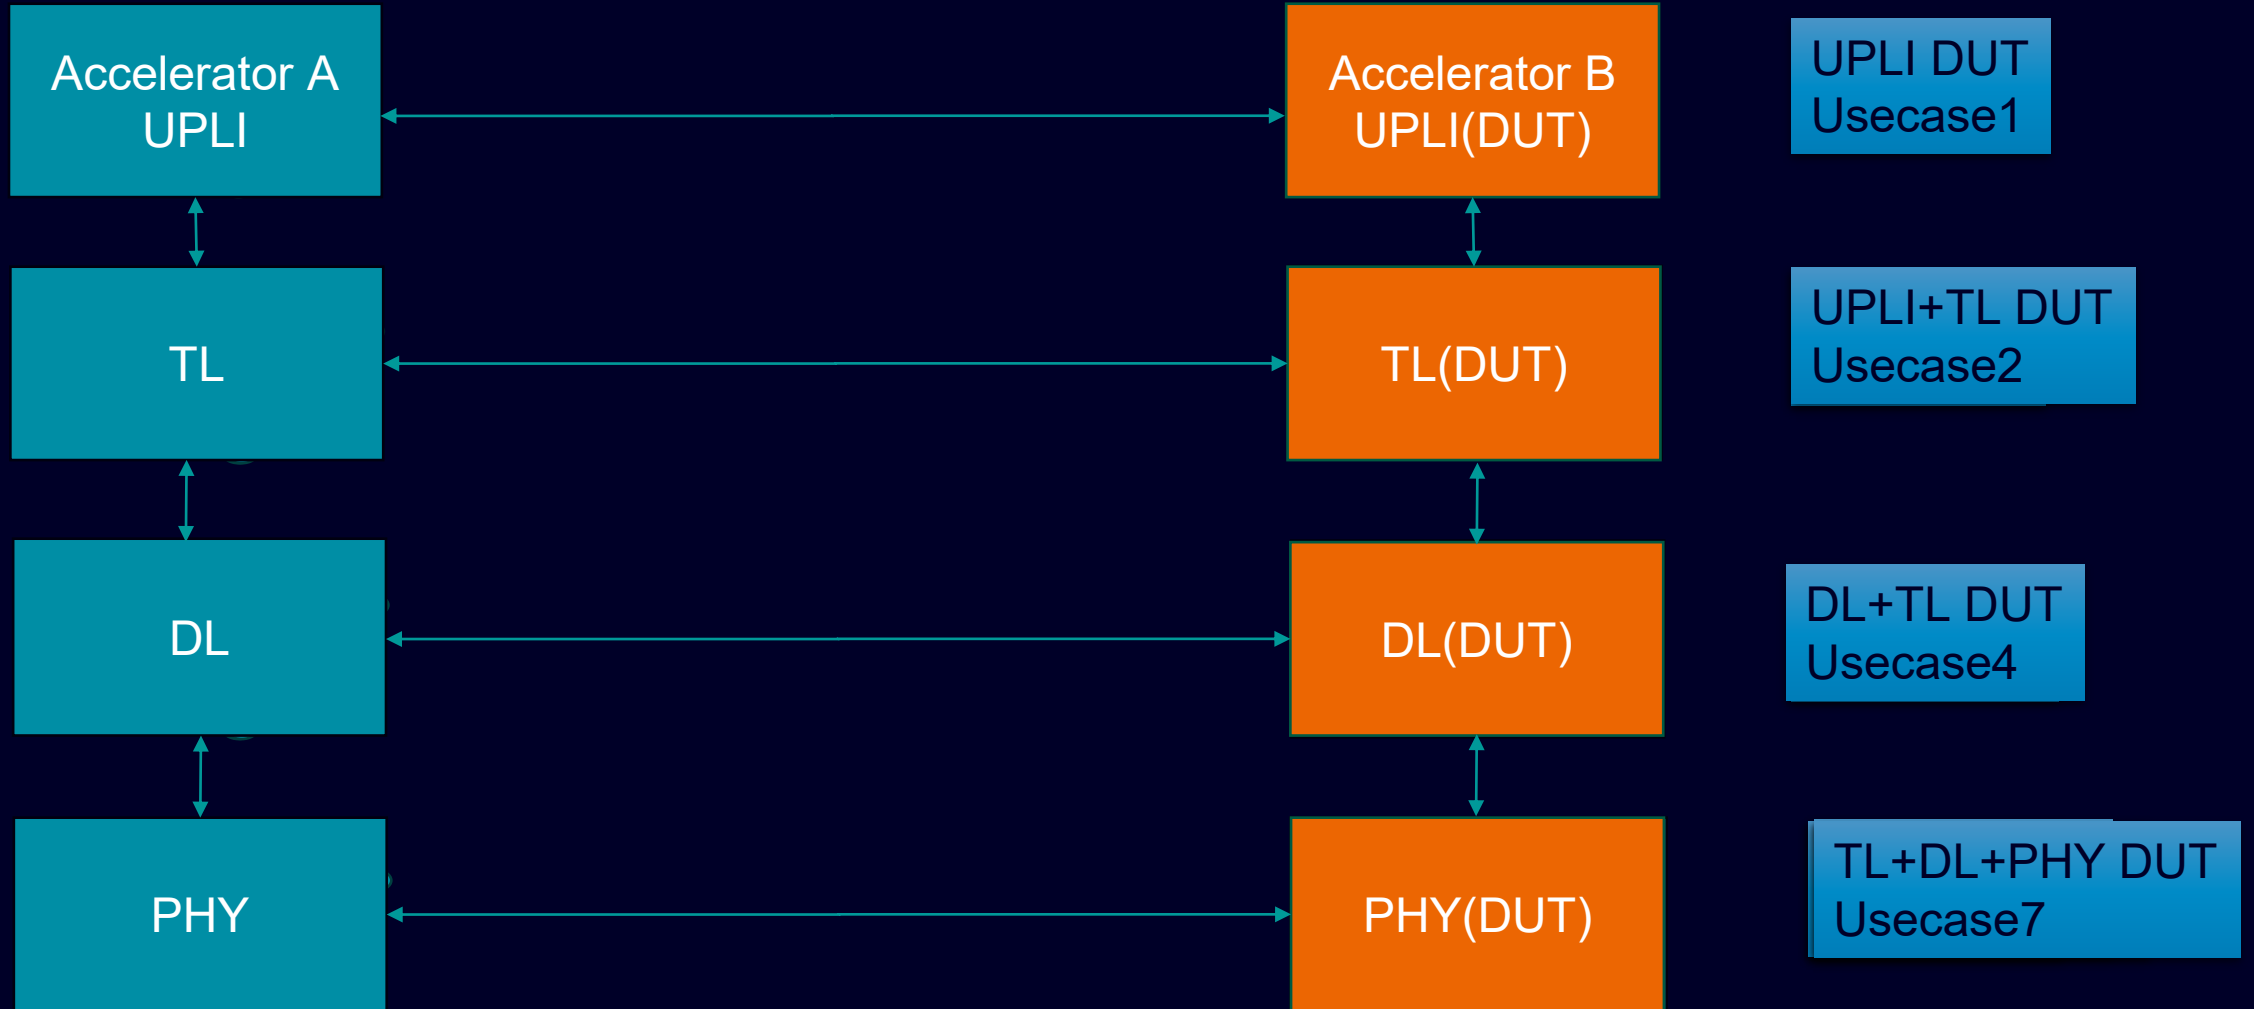 Accelerator A
UPLI
Accelerator B
UPLI(DUT)
UPLI DUT
Usecase1
TL
TL(DUT)
UPLI+TL DUT
Usecase2
DL
DL(DUT)
DL+TL DUT
Usecase4
PHY
PHY(DUT)
TL+DL+PHY DUT
Usecase7